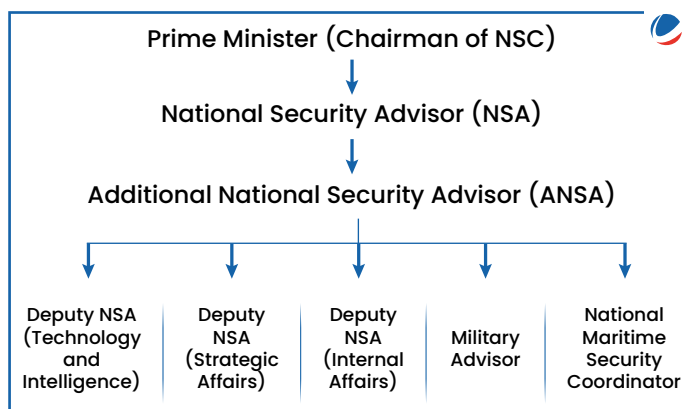 Prime Minister (Chairman of NSC)
National Security Advisor (NSA)
Additional National Security Advisor (ANSA)
Deputy NSA
(Technology
and
Intelligence)
Deputy
NSA
(Strategic
Affairs)
Deputy
NSA
(Internal
Affairs)
Military
Advisor
National
Maritime
Security
Coordinator